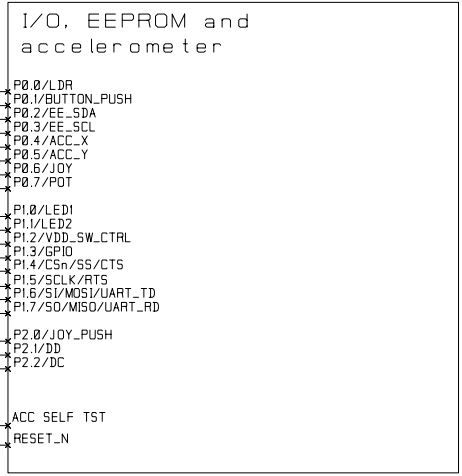 I/O, EEPROM and
accelerometer
P0.0/LDR
P0.1/BUTTON_PUSH
P0.2/EE_SDA
P0.3/EE_SCL
P0.4/ACC_X
P0.5/ACC_Y
P0.6/JOY
P0.7/POT
P1.0/LED1
P1.1/LED2
P1.2/VDD_SW_CTRL
P1.3/GPIO
P1.4/CSn/SS/CTS
P1.5/SCLK/RTS
P1.6/SI/MOSI/UART_TD
P1.7/SO/MISO/UART_RD
P2.0/JOY_PUSH
P2.1/DD
P2.2/DC
ACC SELF TST
RESET_N